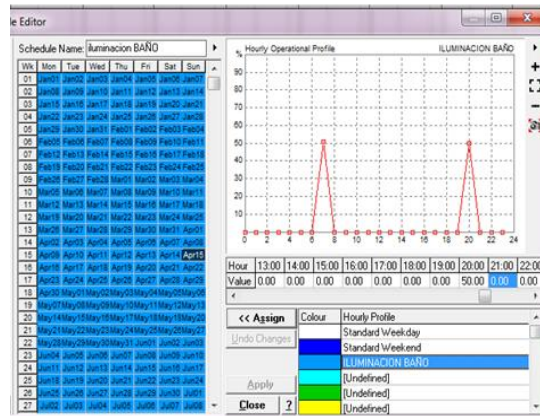 le Editor
Schedule Name: iluminacion BAÑO
Wk Mon Tue Wed Thu Fri Sat Sun
01 Jan01 Jan02 Jan03 Jan04 Jan05 Jan06 Jan07
02 Jan08 Jan09 Jan10 Jan11 Jan12 Jan13 Jan14
03 Jan15 Jan16 Jan17 Jan18 Jan19 Jan20 Jan21
04 Jan22 Jan23 Jan24 Jan25 Jan26 Jan27 Jan28
05 Jan29 Jan30 Jan31 Feb01 Feb02 Feb03 Feb04
06 Feb05 Feb06 Feb07 Feb08 Feb09 Feb10 Feb11
07 Feb12 Feb13 Feb14 Feb15 Feb16 Feb17 Feb18
08 Feb19 Feb20 Feb21 Feb22 Feb23 Feb24 Feb25
09 Feb26 Feb27 Feb28 Mar01 Mar02 Mar03 Mar04
10 Mar05 Mar06 Mar07 Mar08 Mar09 Mar10 Mar11
11 Mar12 Mar13 Mar14 Mar15 Mar16 Mar17 Mar18
12 Mar19 Mar20 Mar21 Mar22 Mar23 Mar24 Mar25
13 Mar26 Mar27 Mar28 Mar29 Mar30 Mar31 Apr01
14 Apr02 Apr03 Apr04 Apr05 Apr06 Apr07 Apr08
15 Apr09 Apr10 Apr11 Apr12 Apr13 Apr14 Apr15
16 Apr16 Apr17 Apr18 Apr19 Apr20 Apr21 Apr22
17 Apr23 Apr24 Apr25 Apr26 Apr27 Apr28 Apr29
18 Apr30 May01 May02 May03 May04 May05 May06
19 May07 May08 May09 May10 May11 May12 May13
20 May14 May15 May16 May17 May18 May19 May20
21 May21 May22 May23 May24 May25 May26 May27
22 May28 May29 May30 May31 Jun01 Jun02 Jun03
23 Jun04 Jun05 Jun06 Jun07 Jun08 Jun09 Jun10
24 Jun11 Jun12 Jun13 Jun14 Jun15 Jun16 Jun17
25 Jun18 Jun19 Jun20 Jun21 Jun22 Jun23 Jun24
26 Jun25 Jun26 Jun27 Jun28 Jun29 Jun30 Jul01
27 Jul02 Jul03 Jul04 Jul05 Jul06 Jul07 Jul08
% Hourly Operational Profile ILUMINACION BAÑO
90
80
70
60
50
40
30
20
10
0 2 4 6 8 10 12 14 16 18 20 22 24
Hour 13:00 14:00 15:00 16:00 17:00 18:00 19:00 20:00 21:00 22:00
Value 0.00 0.00 0.00 0.00 0.00 0.00 0.00 50.00 0.00 0.00
<< Assign
Undo Changes
Apply
Close ?
Colour Hourly Profile
Standard Weekday
Standard Weekend
ILUMINACION BAÑO
[Undefined]
[Undefined]
[Undefined]